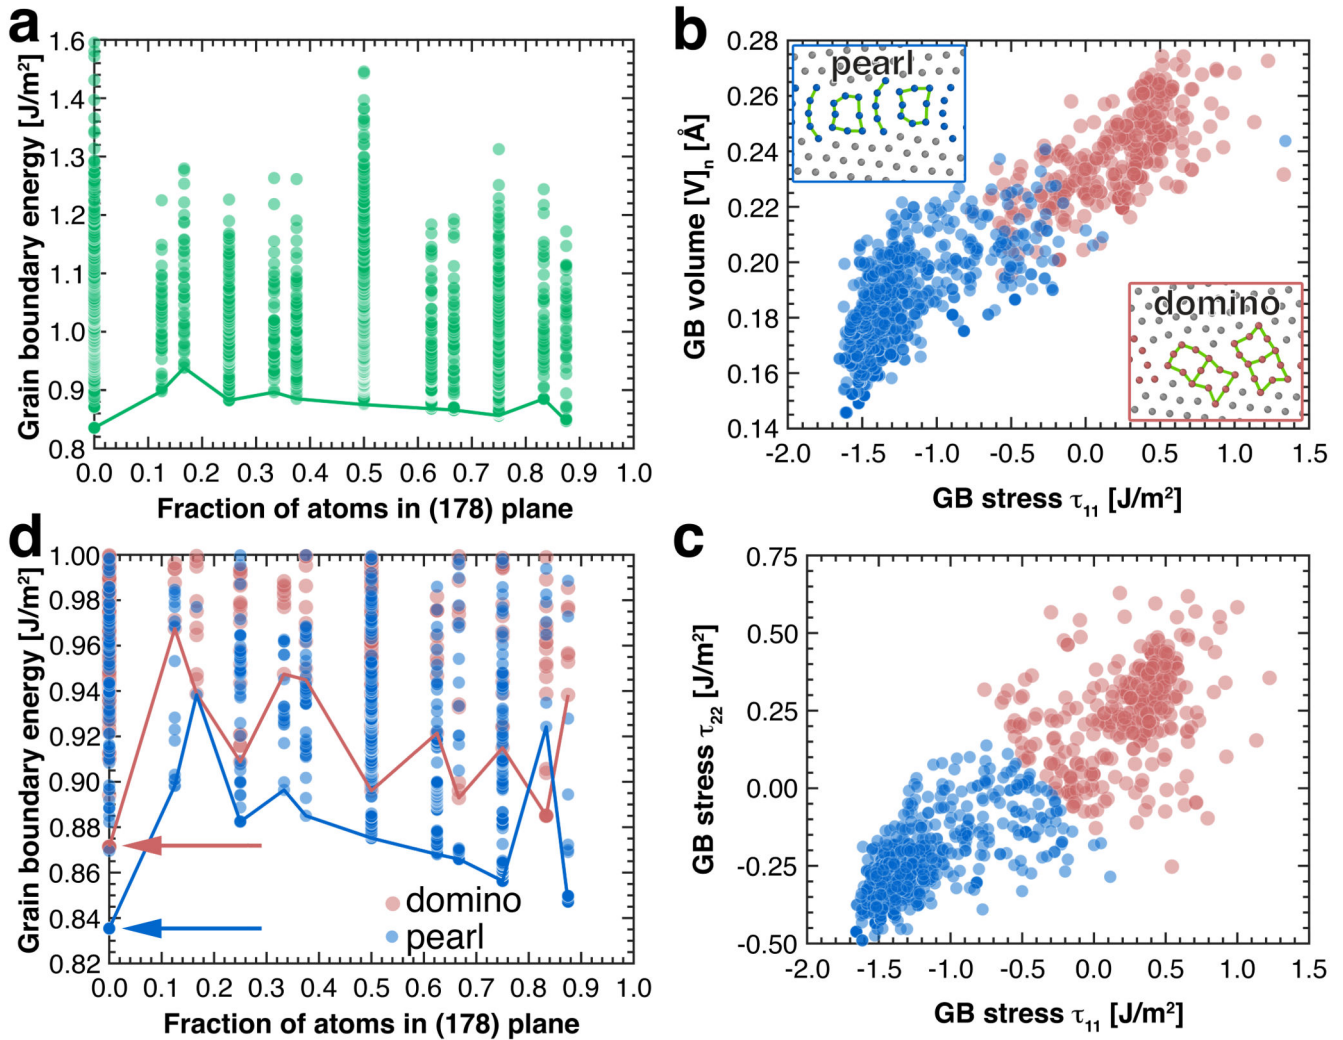 a
Grain boundary energy [J/m²]
1.6
1.4
1.3
1.2
1.1
1.0
0.9
0.8
0.0 0.1 0.2 0.3 0.4 0.5 0.6 0.7 0.8 0.9 1.0
Fraction of atoms in (178) plane
b
GB volume [V]ₙ [Å]
0.28
0.26
0.24
0.22
0.20
0.18
0.16
0.14
pearl
domino
-2.0 -1.5 -1.0 -0.5 0.0 0.5 1.0 1.5
GB stress τ₁₁ [J/m²]
d
Grain boundary energy [J/m²]
1.00
0.98
0.96
0.94
0.92
0.90
0.88
0.86
0.84
0.82
domino
pearl
0.0 0.1 0.2 0.3 0.4 0.5 0.6 0.7 0.8 0.9 1.0
Fraction of atoms in (178) plane
c
GB stress τ₂₂ [J/m²]
0.75
0.50
0.25
0.00
-0.25
-0.50
-2.0 -1.5 -1.0 -0.5 0.0 0.5 1.0 1.5
GB stress τ₁₁ [J/m²]